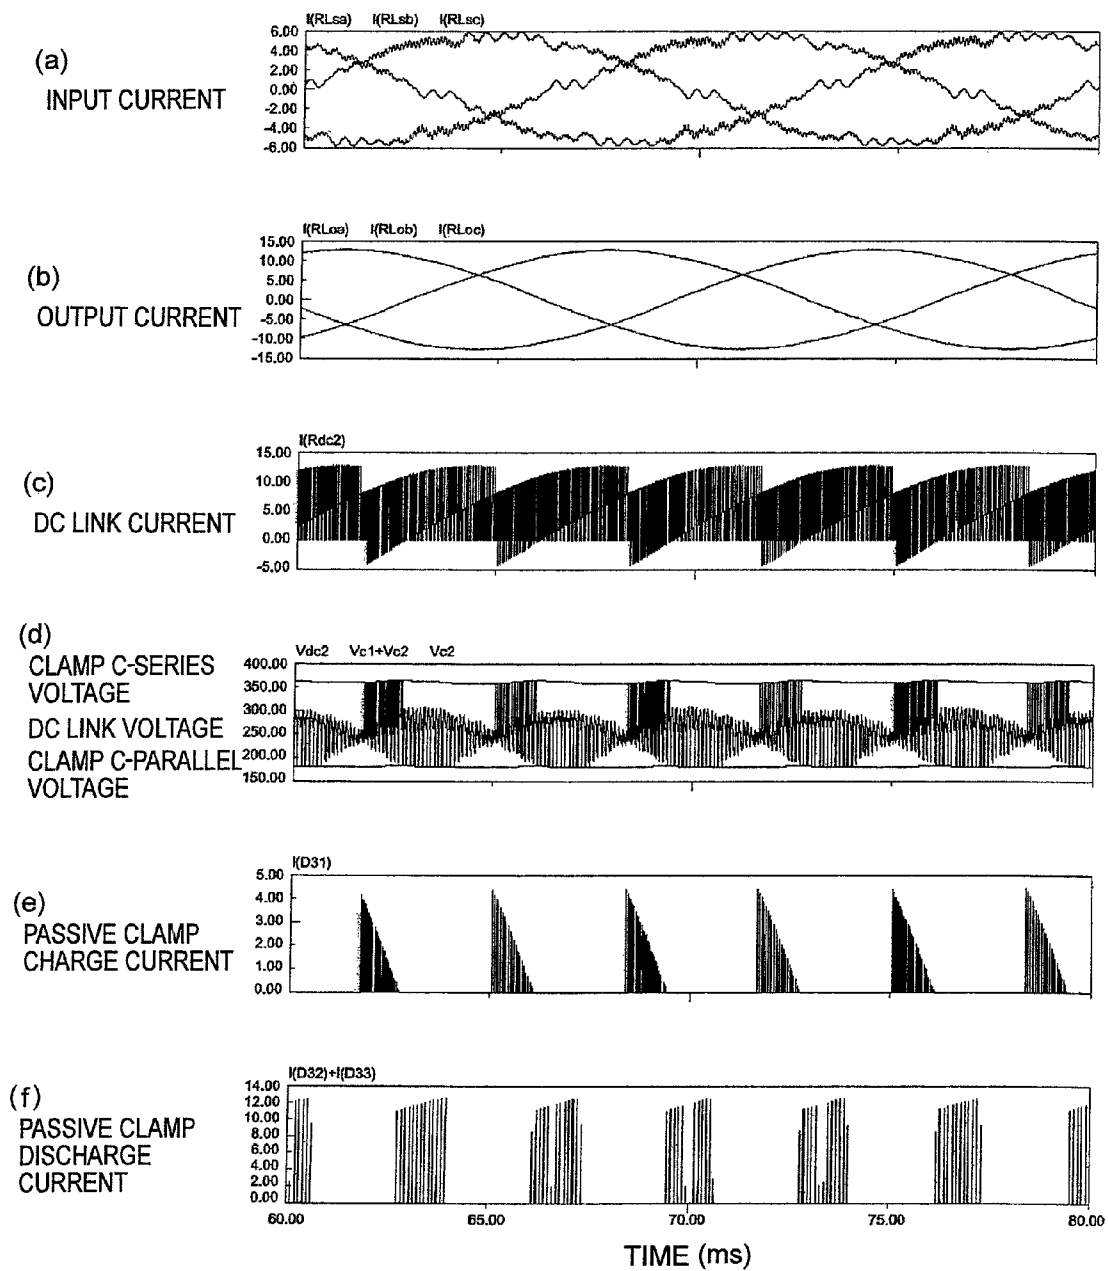 I(RLsa) I(RLsb) I(RLsc)
(a)
INPUT CURRENT
6.00
4.00
2.00
0.00
-2.00
-4.00
-6.00
I(RLoa) I(RLob) I(RLoc)
(b)
OUTPUT CURRENT
15.00
10.00
5.00
0.00
-5.00
-10.00
-15.00
I(Rdc2)
(c)
DC LINK CURRENT
15.00
10.00
5.00
0.00
-5.00
(d)
Vdc2 Vc1+Vc2 Vc2
CLAMP C-SERIES
VOLTAGE
DC LINK VOLTAGE
CLAMP C-PARALLEL
VOLTAGE
400.00
350.00
300.00
250.00
200.00
150.00
I(D31)
(e)
PASSIVE CLAMP
CHARGE CURRENT
5.00
4.00
3.00
2.00
1.00
0.00
I(D32)+I(D33)
(f)
PASSIVE CLAMP
DISCHARGE
CURRENT
14.00
12.00
10.00
8.00
6.00
4.00
2.00
0.00
60.00 65.00 70.00 75.00 80.00
TIME (ms)